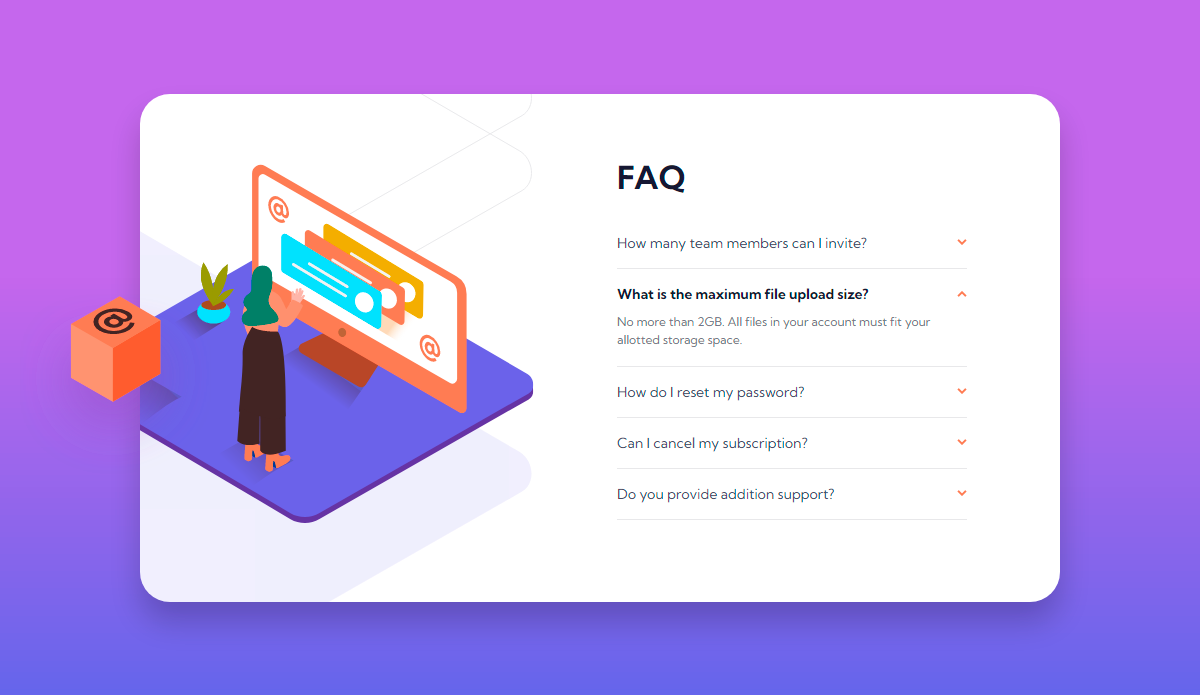 FAQ
How many team members can I invite?
What is the maximum file upload size?
No more than 2GB. All files in your account must fit your
allotted storage space.
How do I reset my password?
Can I cancel my subscription?
Do you provide addition support?
@
@
@